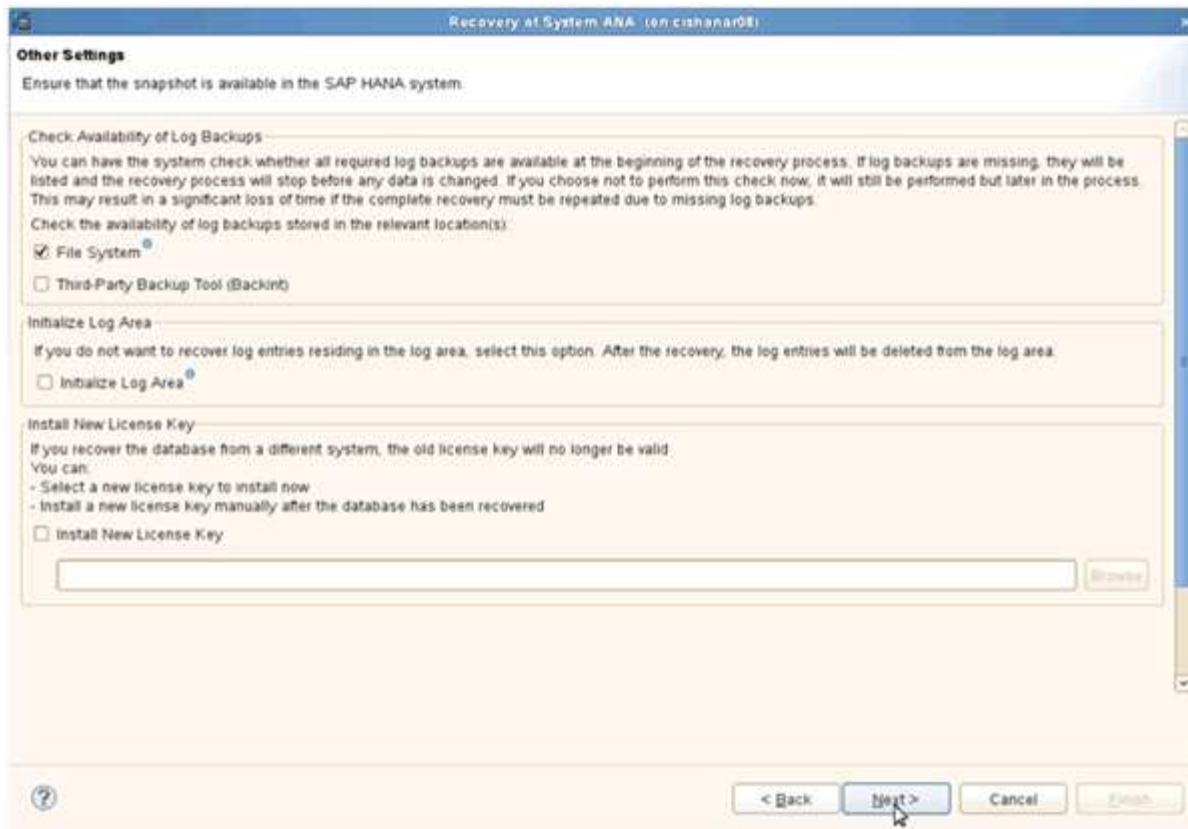 Recovery of System ANA (on cishanar08)
Other Settings
Ensure that the snapshot is available in the SAP HANA system.
Check Availability of Log Backups
You can have the system check whether all required log backups are available at the beginning of the recovery process. If log backups are missing, they will be
listed and the recovery process will stop before any data is changed. If you choose not to perform this check now, it will still be performed but later in the process.
This may result in a significant loss of time if the complete recovery must be repeated due to missing log backups.
Check the availability of log backups stored in the relevant location(s):
File System
Third-Party Backup Tool (Backint)
Initialize Log Area
If you do not want to recover log entries residing in the log area, select this option. After the recovery, the log entries will be deleted from the log area.
Initialize Log Area
Install New License Key
If you recover the database from a different system, the old license key will no longer be valid
You can:
- Select a new license key to install now
- Install a new license key manually after the database has been recovered
Install New License Key
Browse
?
< Back
Next >
Cancel
Finish